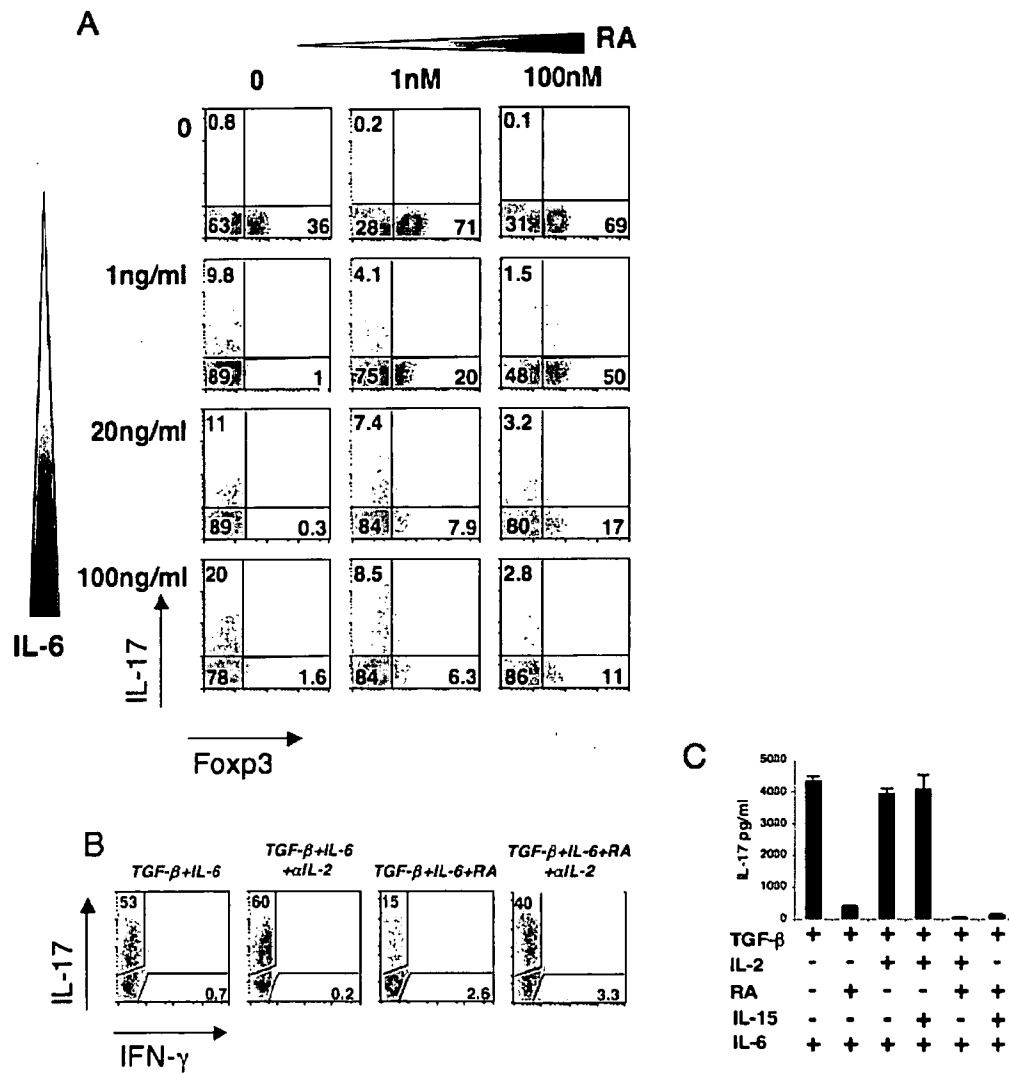 A
RA
0 1nM 100nM
0
0.8
63 36
0.2
28 71
0.1
31 69
1ng/ml
9.8
89 1
4.1
75 20
1.5
48 50
20ng/ml
11
89 0.3
7.4
84 7.9
3.2
80 17
100ng/ml
20
78 1.6
8.5
84 6.3
2.8
86 11
IL-6
IL-17
Foxp3
B
TGF-β+IL-6
TGF-β+IL-6
+αIL-2
TGF-β+IL-6+RA
TGF-β+IL-6+RA
+αIL-2
53
0.7
60
0.2
15
2.6
40
3.3
IL-17
IFN-γ
C
IL-17 pg/ml
5000
4000
3000
2000
1000
0
TGF-β + + + + + +
IL-2 - - + + + -
RA - + - - + +
IL-15 - - - + - +
IL-6 + + + + + +